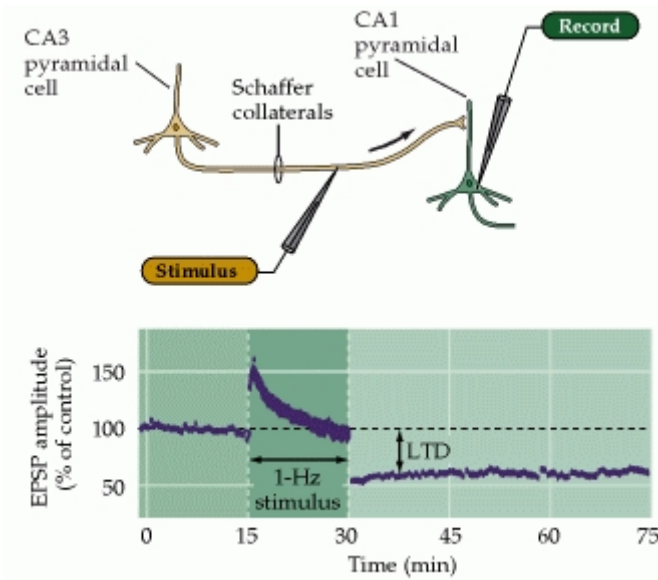 CA3
pyramidal
cell
Schaffer
collaterals
CA1
pyramidal
cell
Record
Stimulus
EPSP amplitude
(% of control)
150
100
50
LTD
1-Hz
stimulus
0
15
30
45
60
75
Time (min)